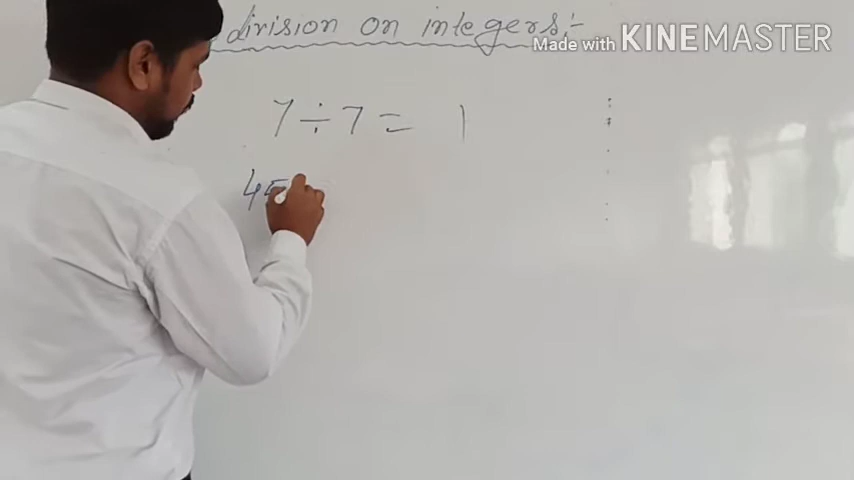 division on integers:-
Made with KINEMASTER
7 ÷ 7 = 1
45